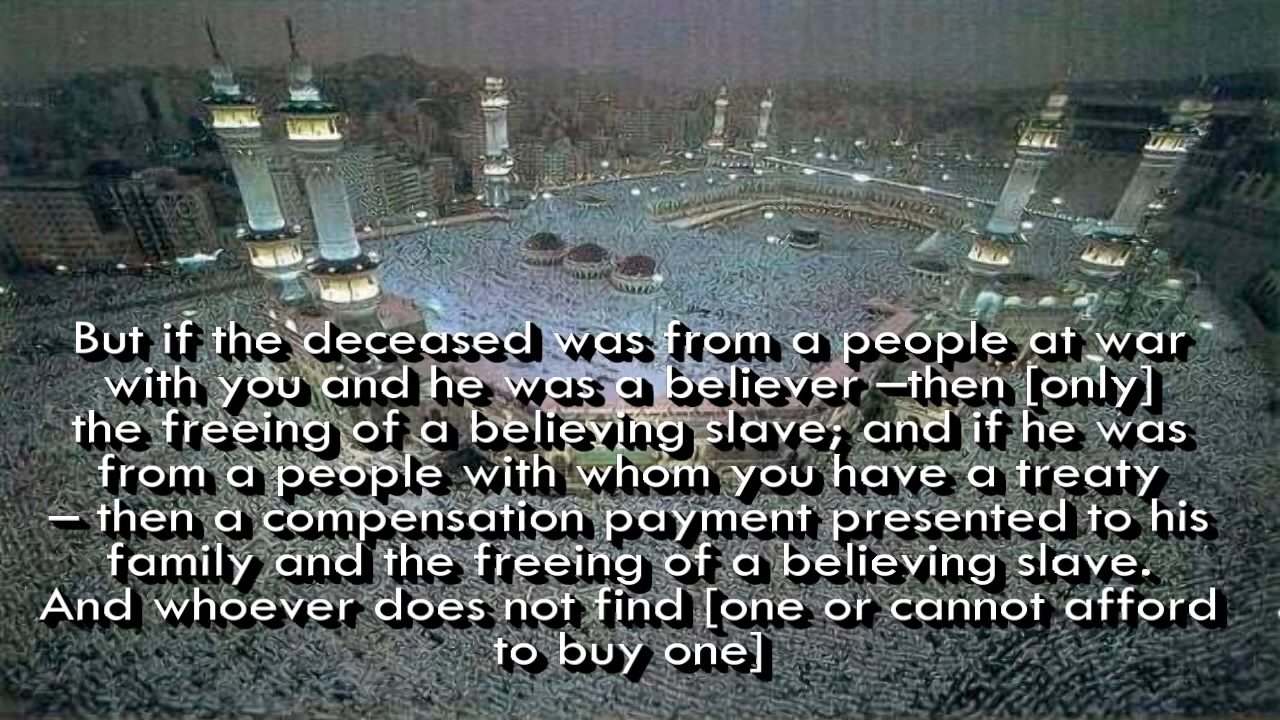 But if the deceased was from a people at war
with you and he was a believer –then [only]
the freeing of a believing slave; and if he was
from a people with whom you have a treaty
– then a compensation payment presented to his
family and the freeing of a believing slave.
And whoever does not find [one or cannot afford
to buy one]